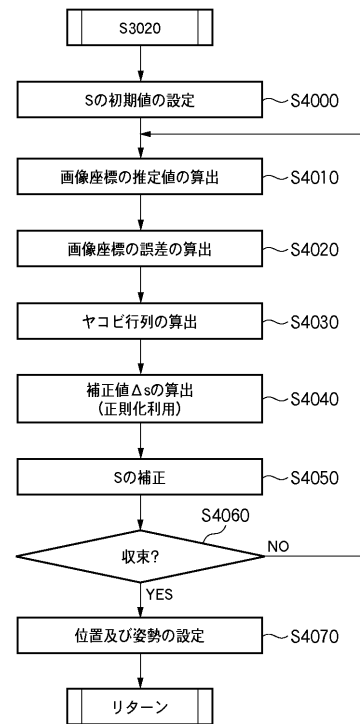 S3020
Sの初期値の設定
S4000
画像座標の推定値の算出
S4010
画像座標の誤差の算出
S4020
ヤコビ行列の算出
S4030
補正値Δsの算出
(正則化利用)
S4040
Sの補正
S4050
S4060
収束?
NO
YES
位置及び姿勢の設定
S4070
リターン